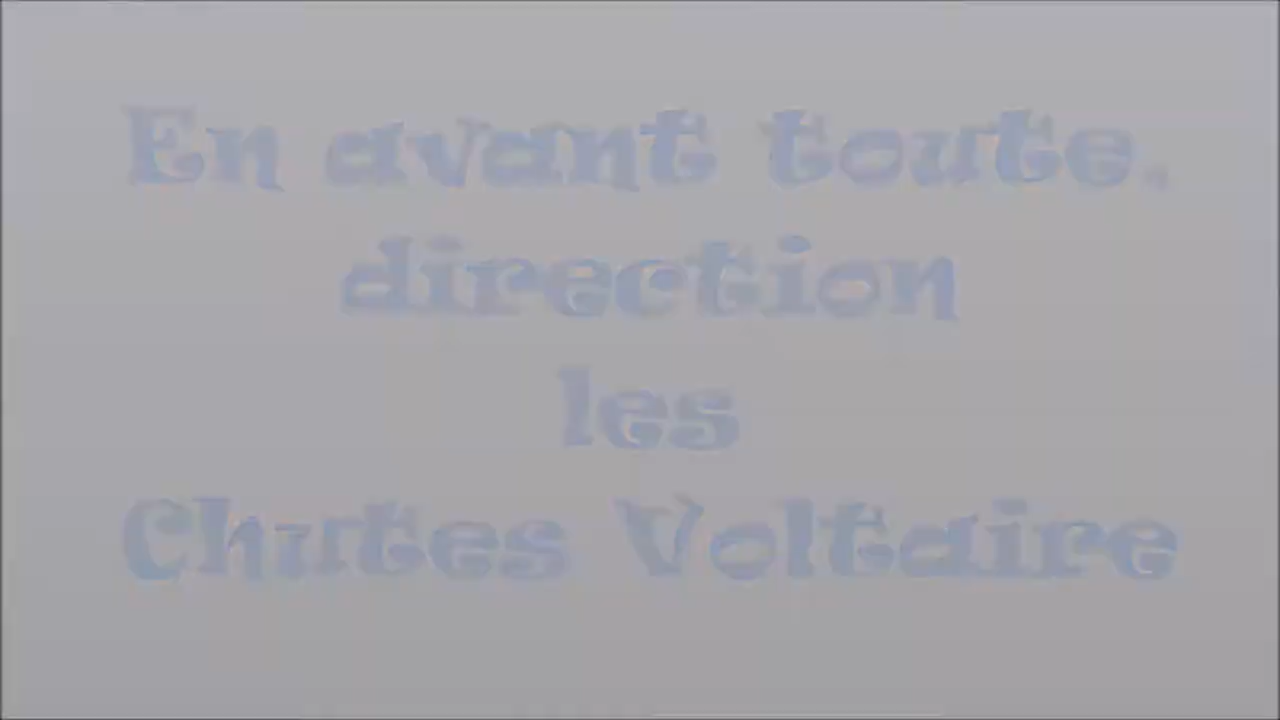 En avant toute.
direction
les
Chutes Voltaire